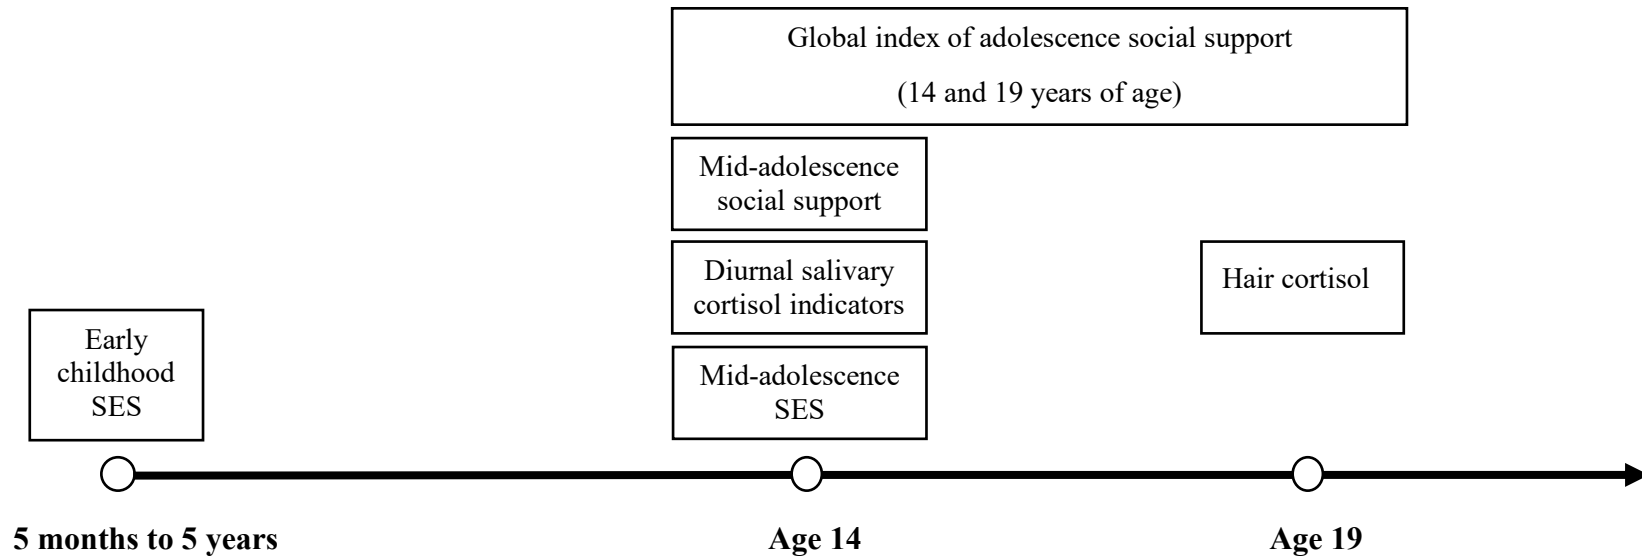 Global index of adolescence social support
(14 and 19 years of age)
Mid-adolescence
social support
Diurnal salivary
cortisol indicators
Hair cortisol
Early
childhood
SES
Mid-adolescence
SES
5 months to 5 years
Age 14
Age 19